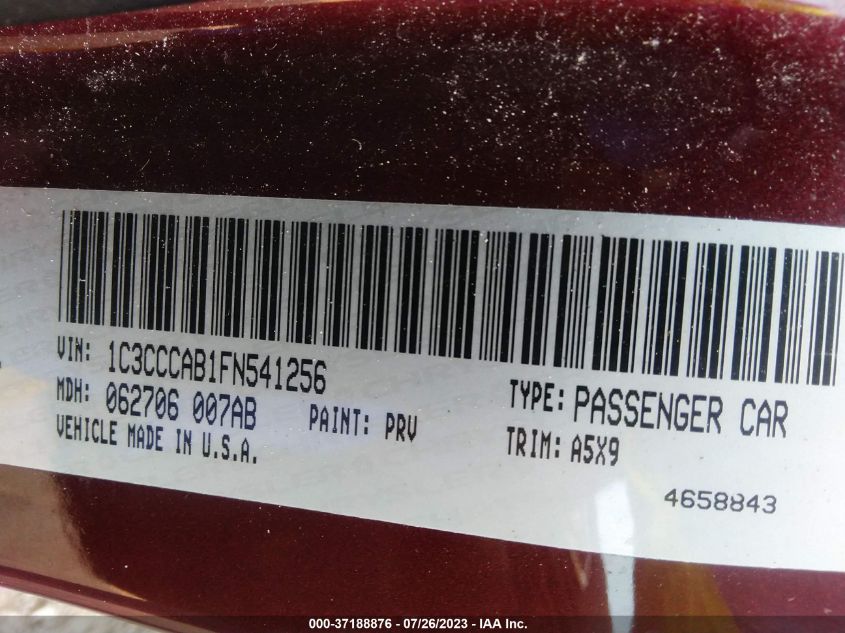 VIN: 1C3CCCAB1FN541256
MDH: 062706 007AB
PAINT: PRV
VEHICLE MADE IN U.S.A.
TYPE: PASSENGER CAR
TRIM: A5X9
4658843
000-37188876 / 07/26/2023 - IAA Inc.